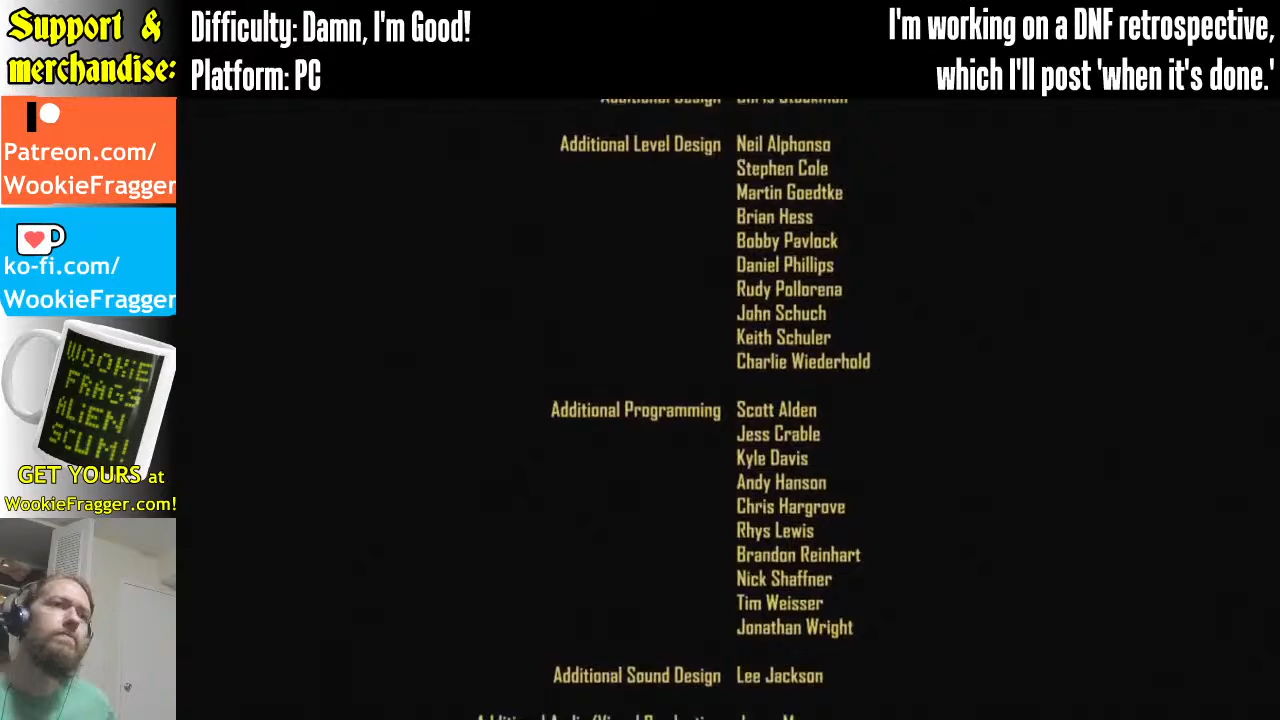 Support &
merchandise:
Patreon.com/
WookieFragger
ko-fi.com/
WookieFragger
WOOKiE
FRAGS
ALiEN
SCUM!
GET YOURS at
WookieFragger.com!
Difficulty: Damn, I'm Good!
Platform: PC
I'm working on a DNF retrospective,
which I'll post 'when it's done.'
Additional Design
Additional Level Design Neil Alphonso
Stephen Cole
Martin Goedtke
Brian Hess
Bobby Pavlock
Daniel Phillips
Rudy Pollorena
John Schuch
Keith Schuler
Charlie Wiederhold
Additional Programming Scott Alden
Jess Crable
Kyle Davis
Andy Hanson
Chris Hargrove
Rhys Lewis
Brandon Reinhart
Nick Shaffner
Tim Weisser
Jonathan Wright
Additional Sound Design Lee Jackson